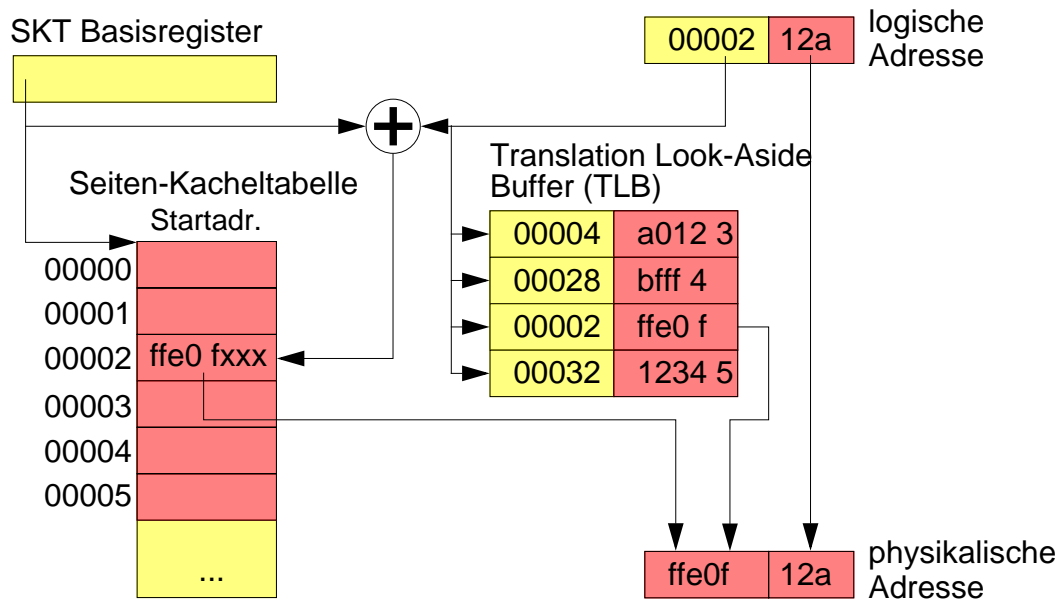 SKT Basisregister
00002 12a
logische
Adresse
+
Translation Look-Aside
Buffer (TLB)
Seiten-Kacheltabelle
Startadr.
00004 a012 3
00028 bfff 4
00002 ffe0 f
00032 1234 5
00000
00001
00002 ffe0 fxxx
00003
00004
00005
...
ffe0f 12a
physikalische
Adresse